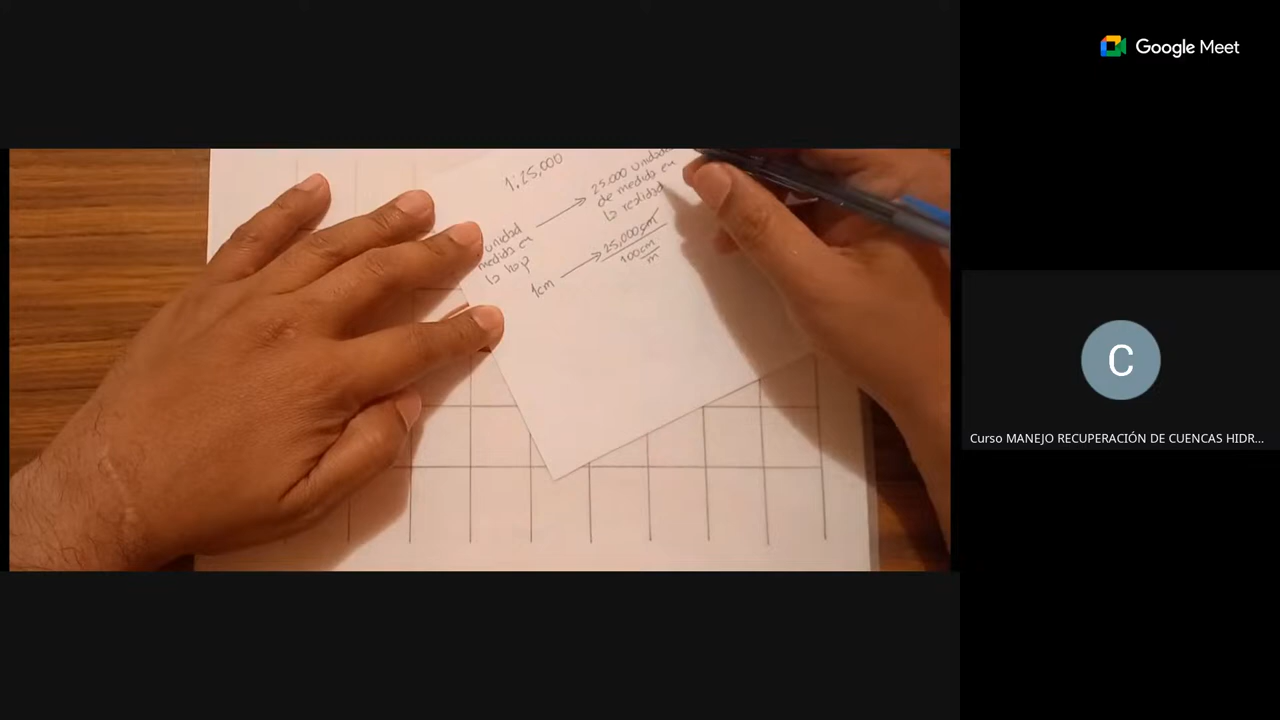 Google Meet
1:25,000
unidad
medida en
la hoja
25.000 unidades
de medida en
la realidad
1cm
25,000cm
100cm
m
C
Curso MANEJO RECUPERACIÓN DE CUENCAS HIDR...